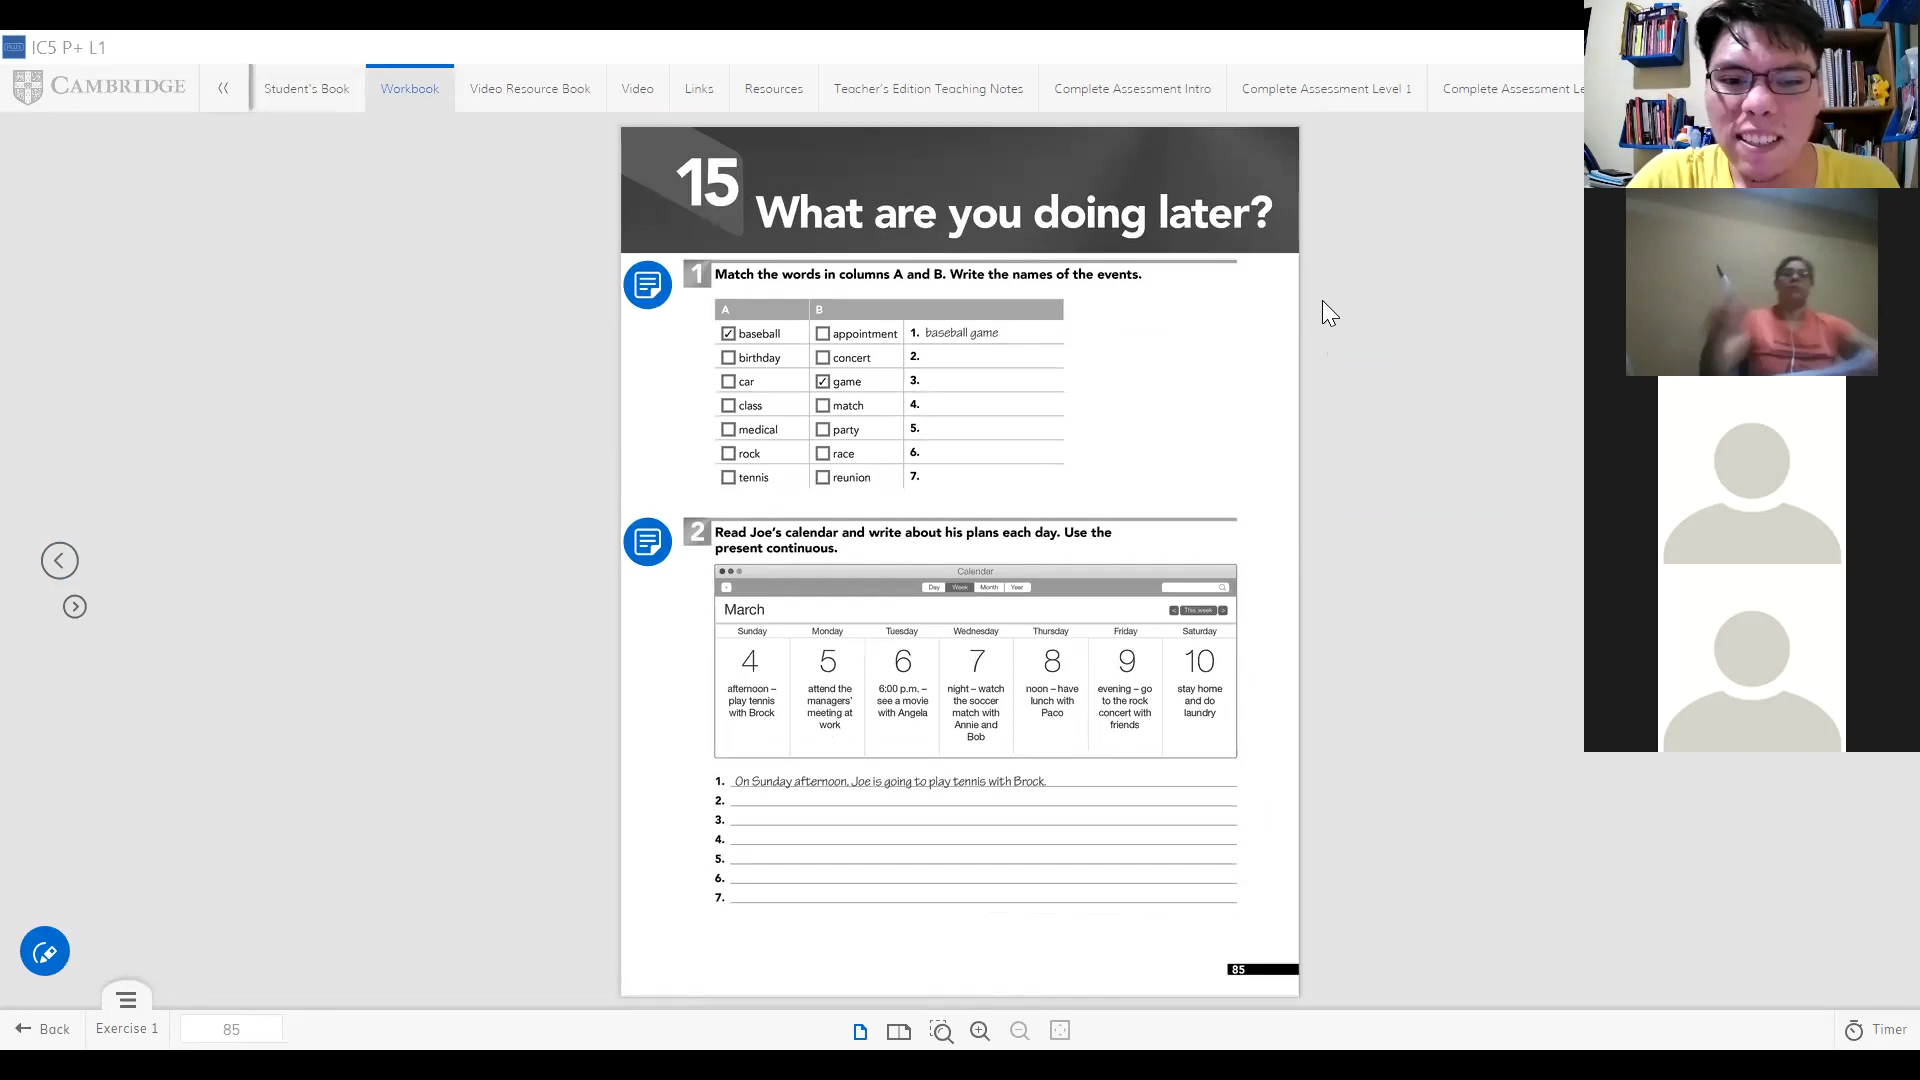 IC5 P+ L1
CAMBRIDGE
Student's Book
Workbook
Video Resource Book
Video
Links
Resources
Teacher's Edition Teaching Notes
Complete Assessment Intro
Complete Assessment Level 1
Complete Assessment Le
15
What are you doing later?
1 Match the words in columns A and B. Write the names of the events.
A B
baseball appointment 1. baseball game
birthday concert 2.
car game 3.
class match 4.
medical party 5.
rock race 6.
tennis reunion 7.
2 Read Joe's calendar and write about his plans each day. Use the
present continuous.
Calendar
Day Week Month Year
March
This week
Sunday Monday Tuesday Wednesday Thursday Friday Saturday
4 5 6 7 8 9 10
afternoon – attend the 6:00 p.m. – night – watch noon – have evening – go stay home
play tennis managers' see a movie the soccer lunch with to the rock and do
with Brock meeting at with Angela match with Paco concert with laundry
work Annie and friends
Bob
1. On Sunday afternoon, Joe is going to play tennis with Brock.
2.
3.
4.
5.
6.
7.
85
Back
Exercise 1
85
Timer